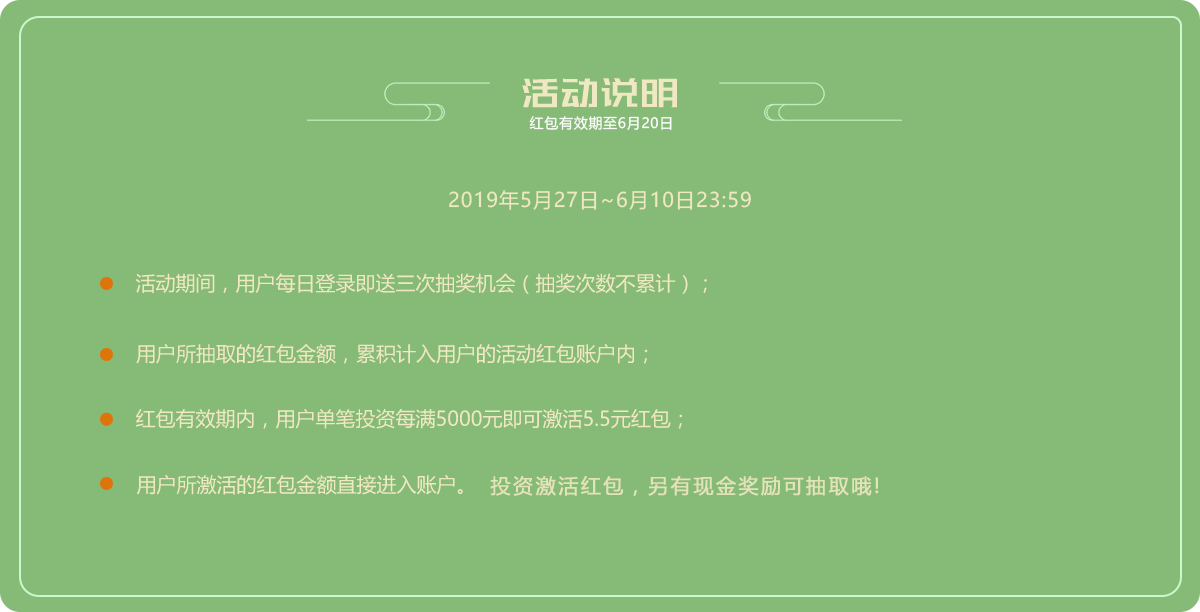 活动说明
红包有效期至6月20日
2019年5月27日~6月10日23:59
活动期间，用户每日登录即送三次抽奖机会（抽奖次数不累计）；
用户所抽取的红包金额，累积计入用户的活动红包账户内；
红包有效期内，用户单笔投资每满5000元即可激活5.5元红包；
用户所激活的红包金额直接进入账户。 投资激活红包，另有现金奖励可抽取哦!